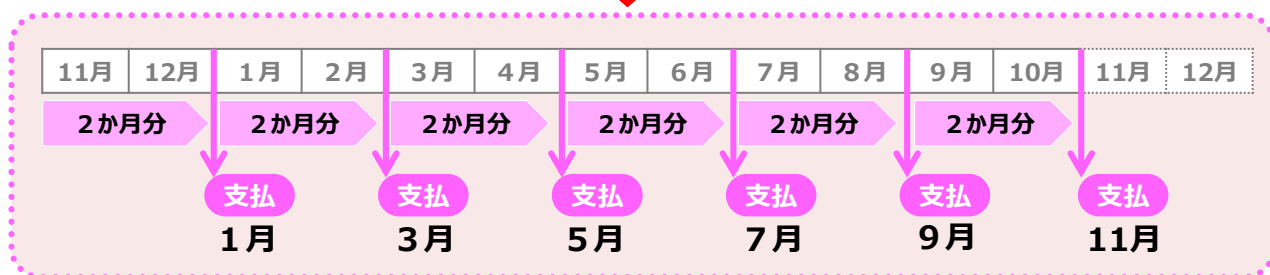 11月 12月 1月 2月 3月 4月 5月 6月 7月 8月 9月 10月 11月 12月
2か月分 2か月分 2か月分 2か月分 2か月分 2か月分
支払 支払 支払 支払 支払 支払
1月 3月 5月 7月 9月 11月